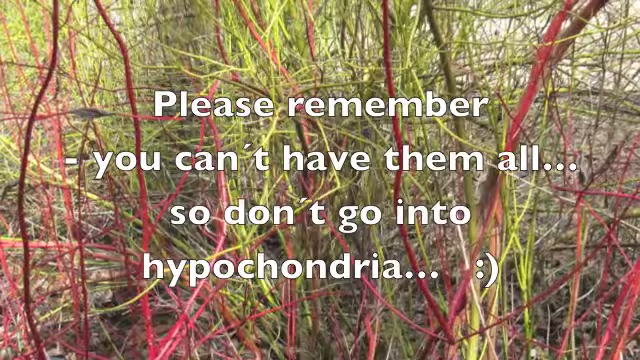 Please remember
- you can´t have them all...
so don´t go into
hypochondria... :)